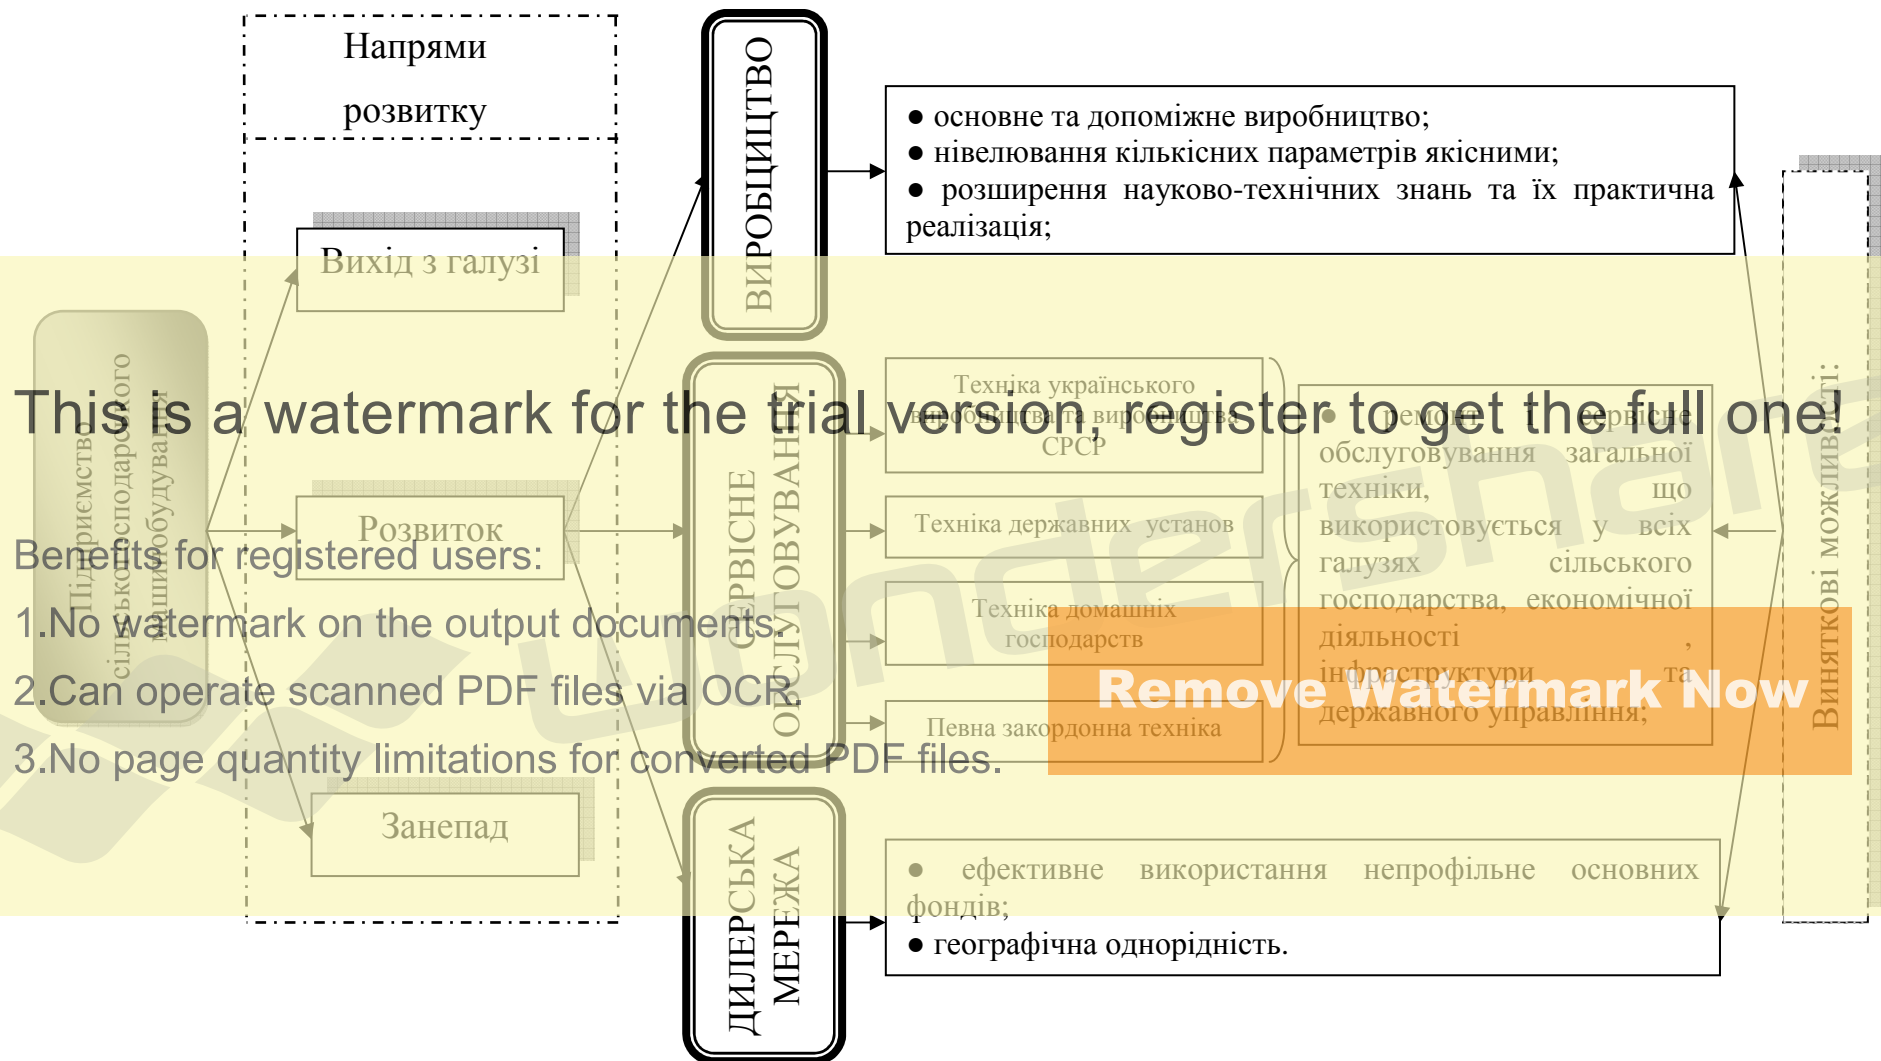 Напрями
розвитку
Вихід з галузі
Розвиток
Занепад
Підприємство
сільськогосподарського
машинобудування
ВИРОБЦИЦТВО
СЕРВІСНЕ
ОБСЛУГОВУВАННЯ
ДИЛЕРСЬКА
МЕРЕЖА
● основне та допоміжне виробництво;
● нівелювання кількісних параметрів якісними;
● розширення науково-технічних знань та їх практична
реалізація;
Техніка українського
виробництва та виробництва
СРСР
Техніка державних установ
Техніка домашніх
господарств
Певна закордонна техніка
● ремонт і сервісне
обслуговування загальної
техніки, що
використовується у всіх
галузях сільського
господарства, економічної
діяльності ,
інфраструктури та
державного управління;
● ефективне використання непрофільне основних
фондів;
● географічна однорідність.
Виняткові можливості:
This is a watermark for the trial version, register to get the full one!
Benefits for registered users:
1.No watermark on the output documents.
2.Can operate scanned PDF files via OCR.
3.No page quantity limitations for converted PDF files.
Remove Watermark Now
wondershare